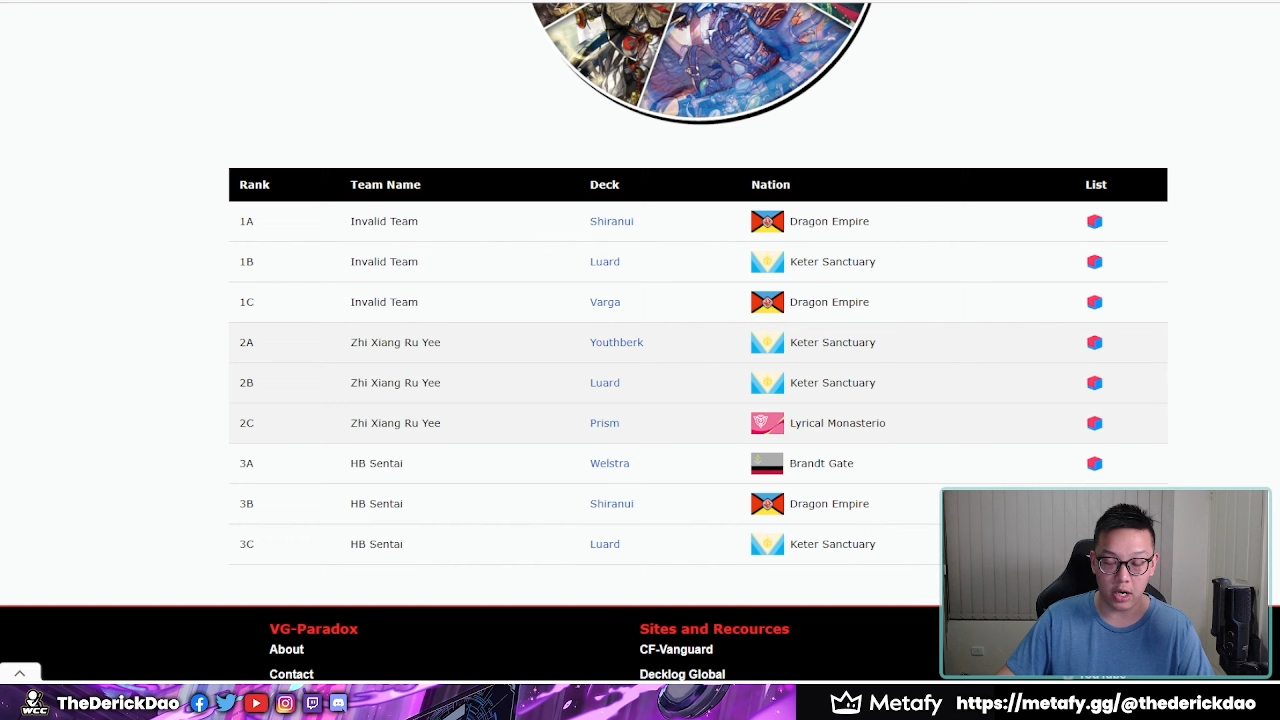 Rank Team Name Deck Nation List
1A Invalid Team Shiranui Dragon Empire
1B Invalid Team Luard Keter Sanctuary
1C Invalid Team Varga Dragon Empire
2A Zhi Xiang Ru Yee Youthberk Keter Sanctuary
2B Zhi Xiang Ru Yee Luard Keter Sanctuary
2C Zhi Xiang Ru Yee Prism Lyrical Monasterio
3A HB Sentai Welstra Brandt Gate
3B HB Sentai Shiranui Dragon Empire
3C HB Sentai Luard Keter Sanctuary
VG-Paradox Sites and Recources
About CF-Vanguard
Contact Decklog Global
WCC TheDerickDao Metafy https://metafy.gg/@thederickdao